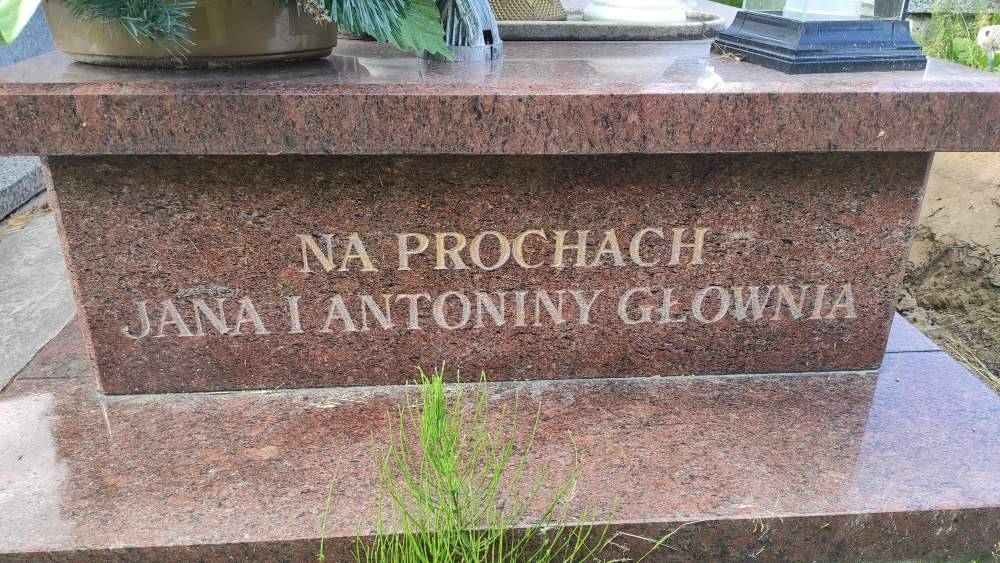 NA PROCHACH
JANA I ANTONINY GŁOWNIA